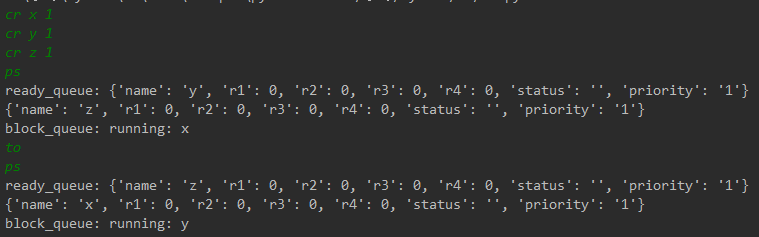 cr x 1
cr y 1
cr z 1
ps
ready_queue: {'name': 'y', 'r1': 0, 'r2': 0, 'r3': 0, 'r4': 0, 'status': '', 'priority': '1'}
{'name': 'z', 'r1': 0, 'r2': 0, 'r3': 0, 'r4': 0, 'status': '', 'priority': '1'}
block_queue: running: x
to
ps
ready_queue: {'name': 'z', 'r1': 0, 'r2': 0, 'r3': 0, 'r4': 0, 'status': '', 'priority': '1'}
{'name': 'x', 'r1': 0, 'r2': 0, 'r3': 0, 'r4': 0, 'status': '', 'priority': '1'}
block_queue: running: y